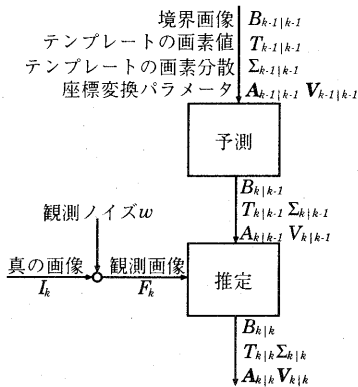 境界画像 B_{k-1|k-1}
テンプレートの画素値 T_{k-1|k-1}
テンプレートの画素分散 Σ_{k-1|k-1}
座標変換パラメータ A_{k-1|k-1} V_{k-1|k-1}
予測
B_{k|k-1}
T_{k|k-1} Σ_{k|k-1}
A_{k|k-1} V_{k|k-1}
観測ノイズw
真の画像 観測画像
I_k F_k
推定
B_{k|k}
T_{k|k} Σ_{k|k}
A_{k|k} V_{k|k}